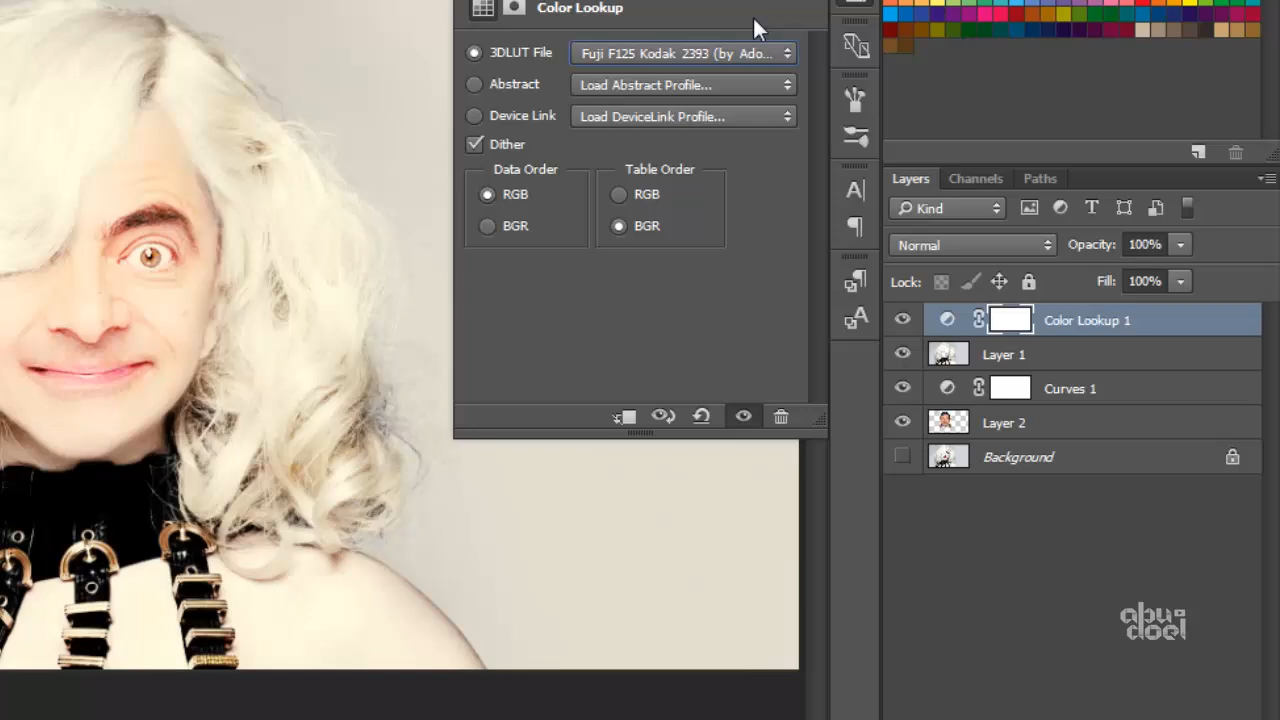 Color Lookup
3DLUT File
Fuji F125 Kodak 2393 (by Ado...
Abstract
Load Abstract Profile...
Device Link
Load DeviceLink Profile...
Dither
Data Order
Table Order
RGB
RGB
BGR
BGR
Layers
Channels
Paths
Kind
Normal
Opacity:
100%
Lock:
Fill:
100%
Color Lookup 1
Layer 1
Curves 1
Layer 2
Background
abu
doel